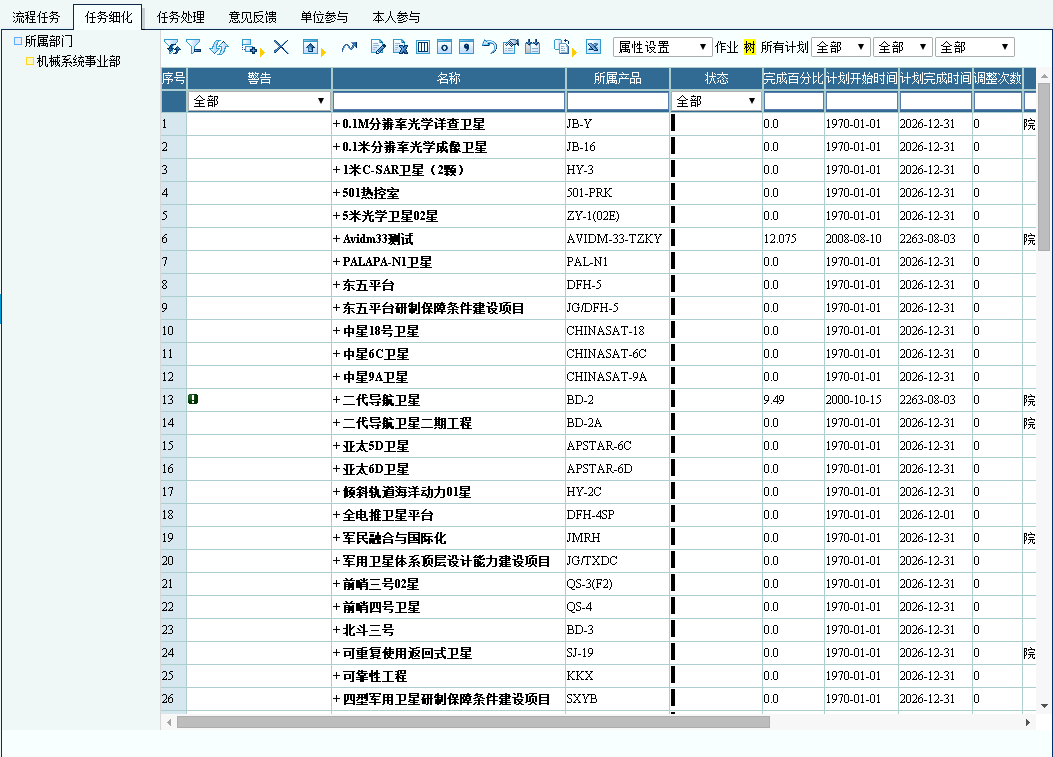 流程任务 任务细化 任务处理 意见反馈 单位参与 本人参与
所属部门
机械系统事业部
属性设置 作业 树 所有计划 全部 全部 全部
序号 警告 名称 所属产品 状态 完成百分比 计划开始时间 计划完成时间 调整次数
全部 全部
1 +0.1M分辨率光学详查卫星 JB-Y 0.0 1970-01-01 2026-12-31 0 院
2 +0.1米分辨率光学成像卫星 JB-16 0.0 1970-01-01 2026-12-31 0
3 +1米C-SAR卫星（2颗） HY-3 0.0 1970-01-01 2026-12-31 0
4 +501热控室 501-PRK 0.0 1970-01-01 2026-12-31 0
5 +5米光学卫星02星 ZY-1(02E) 0.0 1970-01-01 2026-12-31 0
6 +Avidm33测试 AVIDM-33-TZKY 12.075 2008-08-10 2263-08-03 0 院
7 +PALAPA-N1卫星 PAL-N1 0.0 1970-01-01 2026-12-31 0
8 +东五平台 DFH-5 0.0 1970-01-01 2026-12-31 0
9 +东五平台研制保障条件建设项目 JG/DFH-5 0.0 1970-01-01 2026-12-31 0
10 +中星18号卫星 CHINASAT-18 0.0 1970-01-01 2026-12-31 0
11 +中星6C卫星 CHINASAT-6C 0.0 1970-01-01 2026-12-31 0
12 +中星9A卫星 CHINASAT-9A 0.0 1970-01-01 2026-12-31 0
13 +二代导航卫星 BD-2 9.49 2000-10-15 2263-08-03 0 院
14 +二代导航卫星二期工程 BD-2A 0.0 1970-01-01 2026-12-31 0 院
15 +亚太5D卫星 APSTAR-6C 0.0 1970-01-01 2026-12-31 0
16 +亚太6D卫星 APSTAR-6D 0.0 1970-01-01 2026-12-31 0
17 +倾斜轨道海洋动力01星 HY-2C 0.0 1970-01-01 2026-12-31 0
18 +全电推卫星平台 DFH-4SP 0.0 1970-01-01 2026-12-01 0
19 +军民融合与国际化 JMRH 0.0 1970-01-01 2026-12-31 0 院
20 +军用卫星体系顶层设计能力建设项目 JG/TXDC 0.0 1970-01-01 2026-12-31 0
21 +前哨三号02星 QS-3(F2) 0.0 1970-01-01 2026-12-31 0
22 +前哨四号卫星 QS-4 0.0 1970-01-01 2026-12-31 0
23 +北斗三号 BD-3 0.0 1970-01-01 2026-12-31 0
24 +可重复使用返回式卫星 SJ-19 0.0 1970-01-01 2026-12-31 0 院
25 +可靠性工程 KKX 0.0 1970-01-01 2026-12-31 0
26 +四型军用卫星研制保障条件建设项目 SXYB 0.0 1970-01-01 2026-12-31 0